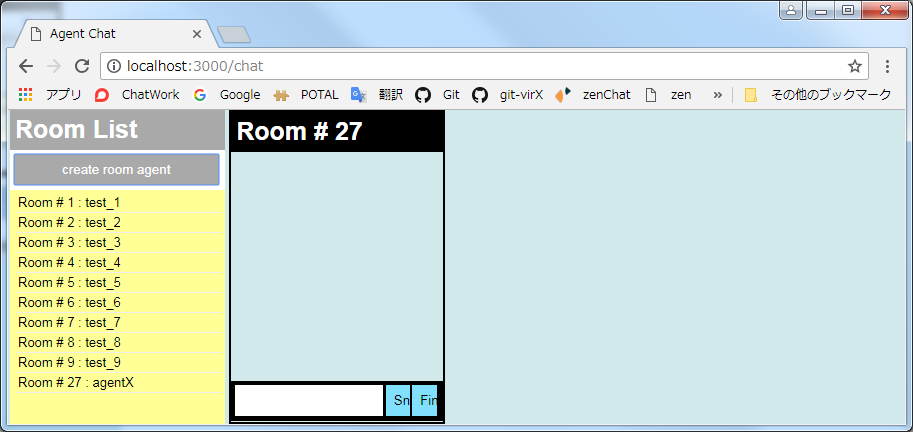 Agent Chat
localhost:3000/chat
アプリ ChatWork Google POTAL 翻訳 Git git-virX zenChat zen » その他のブックマーク
Room List
create room agent
Room # 1 : test_1
Room # 2 : test_2
Room # 3 : test_3
Room # 4 : test_4
Room # 5 : test_5
Room # 6 : test_6
Room # 7 : test_7
Room # 8 : test_8
Room # 9 : test_9
Room # 27 : agentX
Room # 27
Sn Fin